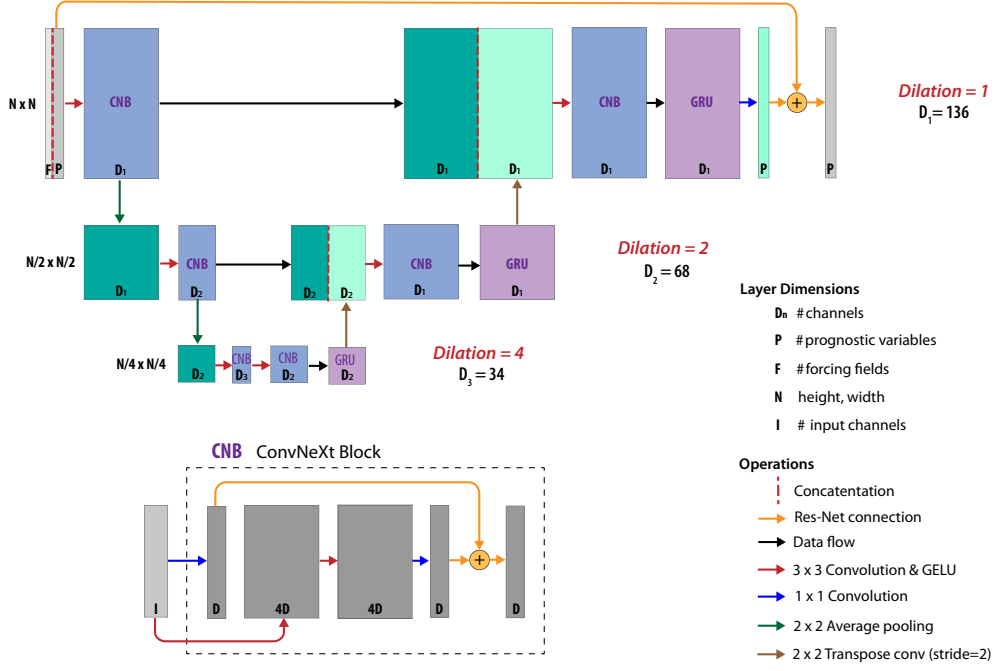 N x N
F
P
CNB
D1
D1
D1
CNB
D1
GRU
D1
P
+
P
Dilation = 1
D1= 136
N/2 x N/2
D1
CNB
D2
D2
D2
CNB
D1
GRU
D1
Dilation = 2
D2 = 68
N/4 x N/4
D2
CNB
D3
CNB
D2
GRU
D2
Dilation = 4
D3 = 34
Layer Dimensions
Dn # channels
P # prognostic variables
F # forcing fields
N height, width
I # input channels
CNB ConvNeXt Block
I
D
4D
4D
D
+
D
Operations
Concatentation
Res-Net connection
Data flow
3 x 3 Convolution & GELU
1 x 1 Convolution
2 x 2 Average pooling
2 x 2 Transpose conv (stride=2)